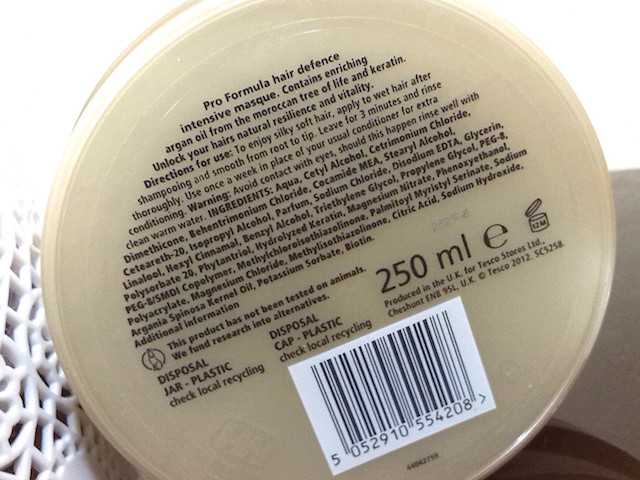 Pro Formula hair defence
intensive masque. Contains enriching
argan oil from the moroccan tree of life and keratin.
Unlock your hairs natural resilience and vitality.
Directions for use: To enjoy silky soft hair, apply to wet hair after
shampooing and smooth from root to tip. Leave for 3 minutes and rinse
thoroughly. Use once a week in place of your usual conditioner for extra
conditioning. Warning: Avoid contact with eyes, should this happen rinse well with
clean warm water. INGREDIENTS: Aqua, Cetyl Alcohol, Cetrimonium Chloride,
Dimethicone, Behentrimonium Chloride, Cocamide MEA, Stearyl Alcohol,
Ceteareth-20, Isopropyl Alcohol, Parfum, Sodium Chloride, Disodium EDTA, Glycerin,
Linalool, Hexyl Cinnamal, Benzyl Alcohol, Triethylene Glycol, Propylene Glycol, PEG-8,
Polysorbate 20, Phytantriol, Hydrolyzed Keratin, Magnesium Nitrate, Phenoxyethanol,
PEG-8/SMDI Copolymer, Methylchloroisothiazolinone, Palmitoyl Myristyl Serinate, Sodium
Polyacrylate, Magnesium Chloride, Methylisothiazolinone, Citric Acid, Sodium Hydroxide,
Argania Spinosa Kernel Oil, Potassium Sorbate, Biotin.
Additional information
This product has not been tested on animals.
We fund research into alternatives.
DISPOSAL
JAR - PLASTIC
check local recycling
DISPOSAL
CAP - PLASTIC
check local recycling
250 ml e
12M
Produced in the U.K. for Tesco Stores Ltd.,
Cheshunt EN8 9SL, U.K. © Tesco 2012. SC5258.
5 052910 554208 >
44042759